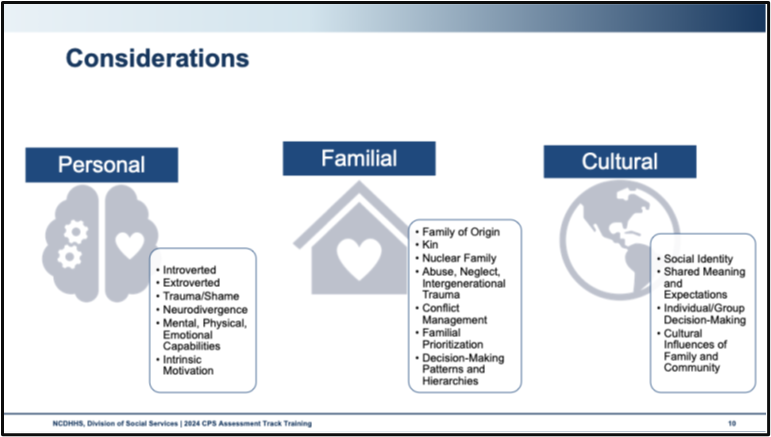 Considerations
Personal
• Introverted
• Extroverted
• Trauma/Shame
• Neurodivergence
• Mental, Physical,
Emotional
Capabilities
• Intrinsic
Motivation
Familial
• Family of Origin
• Kin
• Nuclear Family
• Abuse, Neglect,
Intergenerational
Trauma
• Conflict
Management
• Familial
Prioritization
• Decision-Making
Patterns and
Hierarchies
Cultural
• Social Identity
• Shared Meaning
and
Expectations
• Individual/Group
Decision-Making
• Cultural
Influences of
Family and
Community
NCDHHS, Division of Social Services | 2024 CPS Assessment Track Training
10